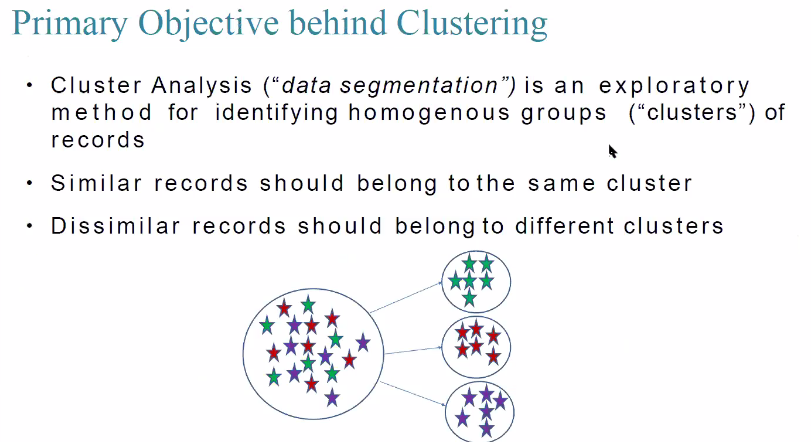 Primary Objective behind Clustering
• Cluster Analysis (“data segmentation”) is an exploratory
method for identifying homogenous groups (“clusters”) of
records
• Similar records should belong to the same cluster
• Dissimilar records should belong to different clusters